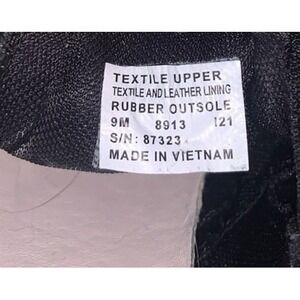 TEXTILE UPPER
TEXTILE AND LEATHER LINING
RUBBER OUTSOLE
9M 8913 I21
S/N: 87323
MADE IN VIETNAM